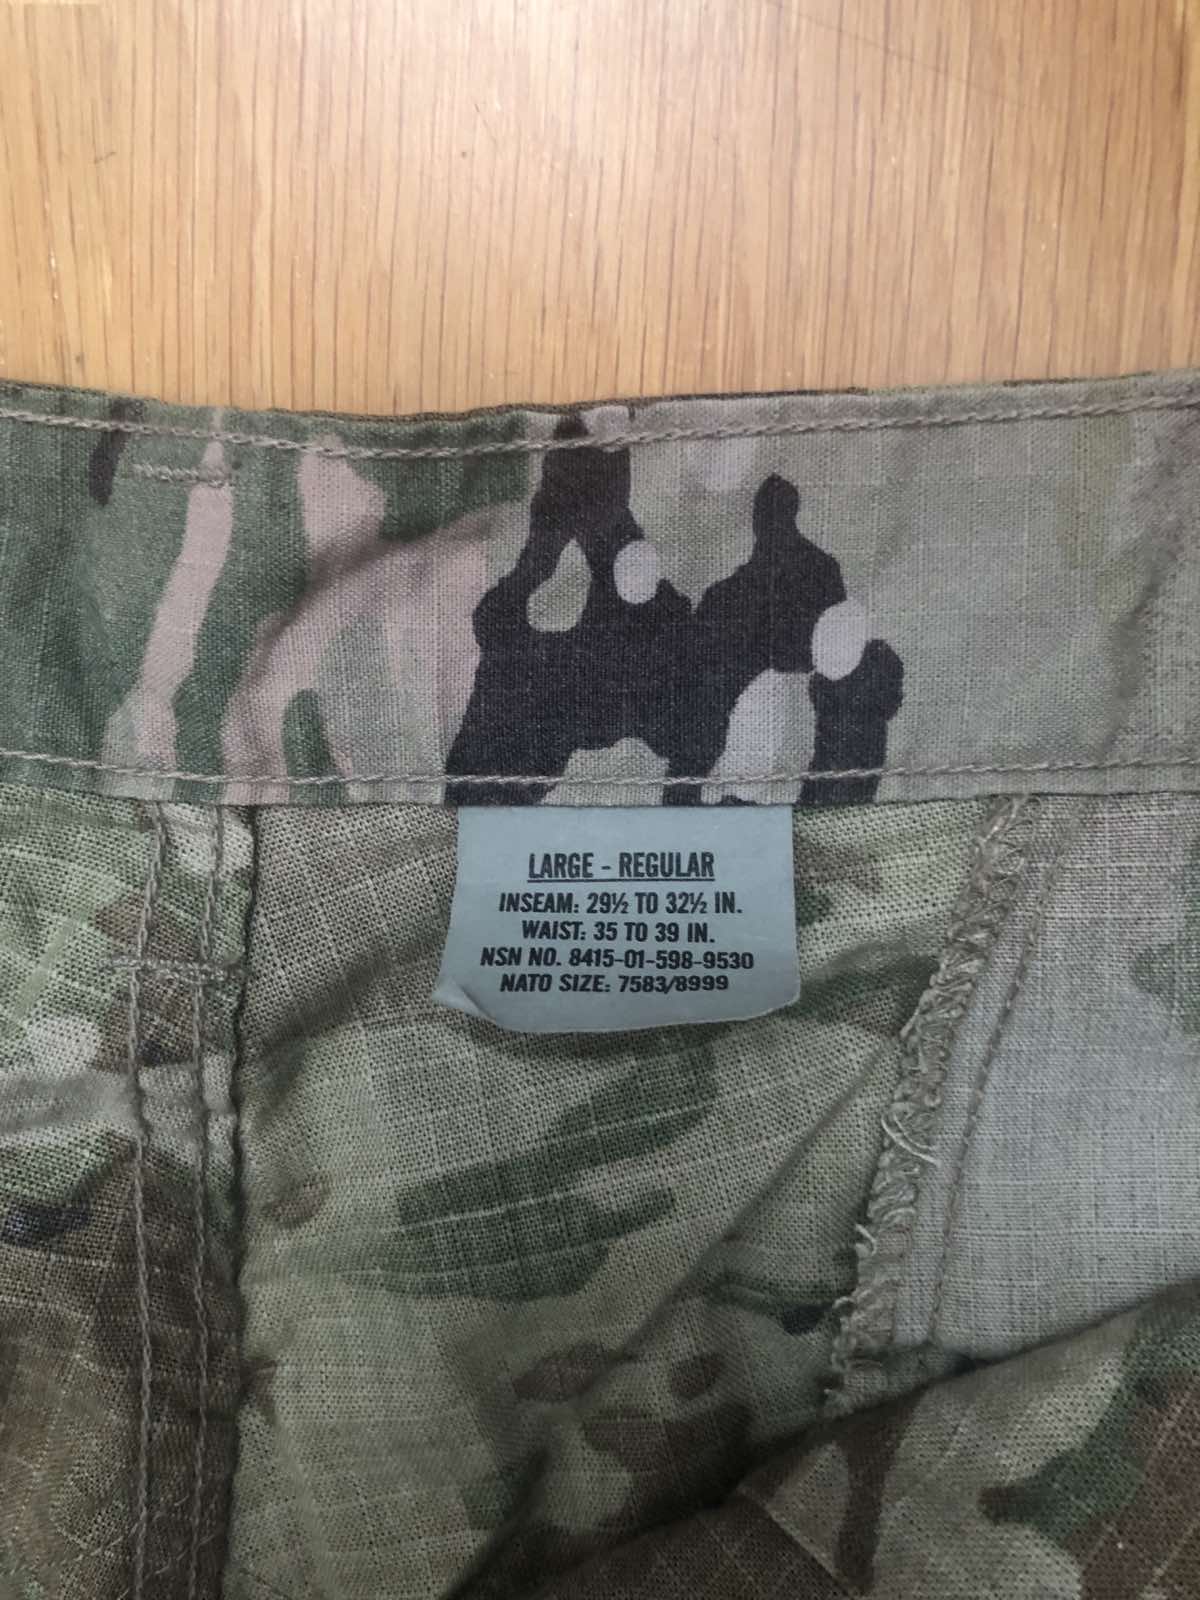 LARGE - REGULAR
INSEAM: 29½ TO 32½ IN.
WAIST: 35 TO 39 IN.
NSN NO. 8415-01-598-9530
NATO SIZE: 7583/8999